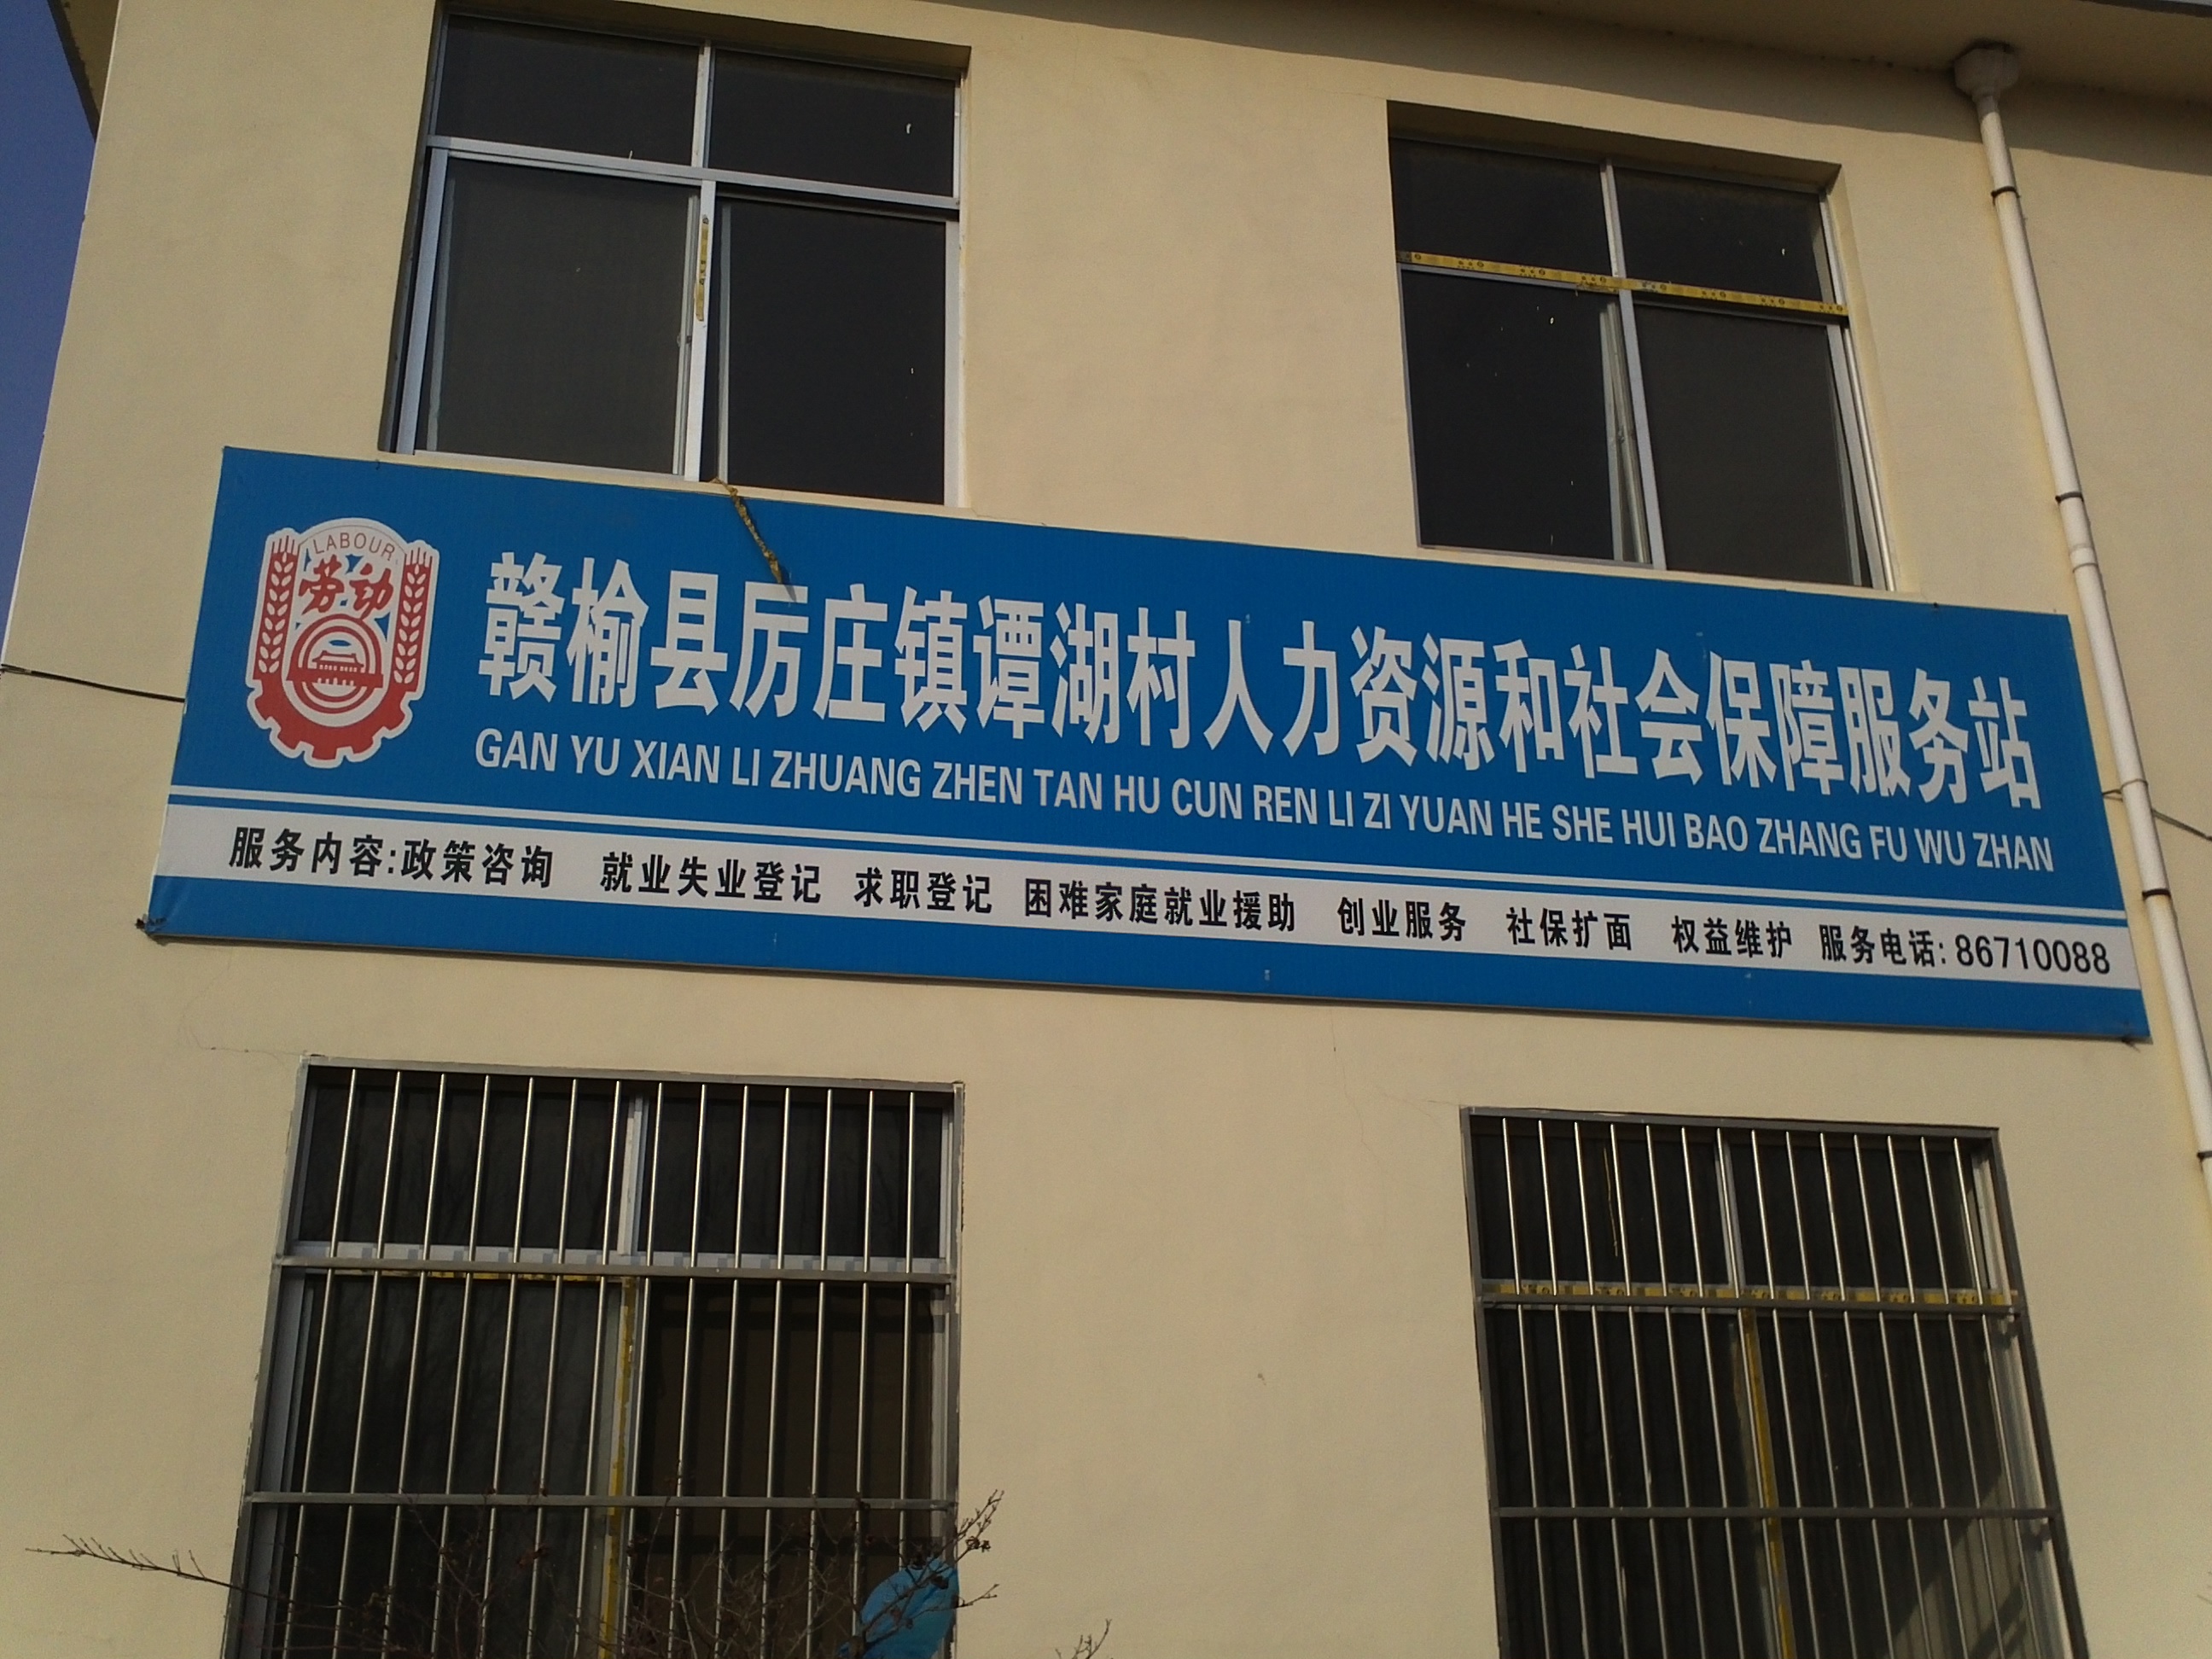 LABOUR
劳动
赣榆县厉庄镇谭湖村人力资源和社会保障服务站
GAN YU XIAN LI ZHUANG ZHEN TAN HU CUN REN LI ZI YUAN HE SHE HUI BAO ZHANG FU WU ZHAN
服务内容:政策咨询 就业失业登记 求职登记 困难家庭就业援助 创业服务 社保扩面 权益维护 服务电话: 86710088